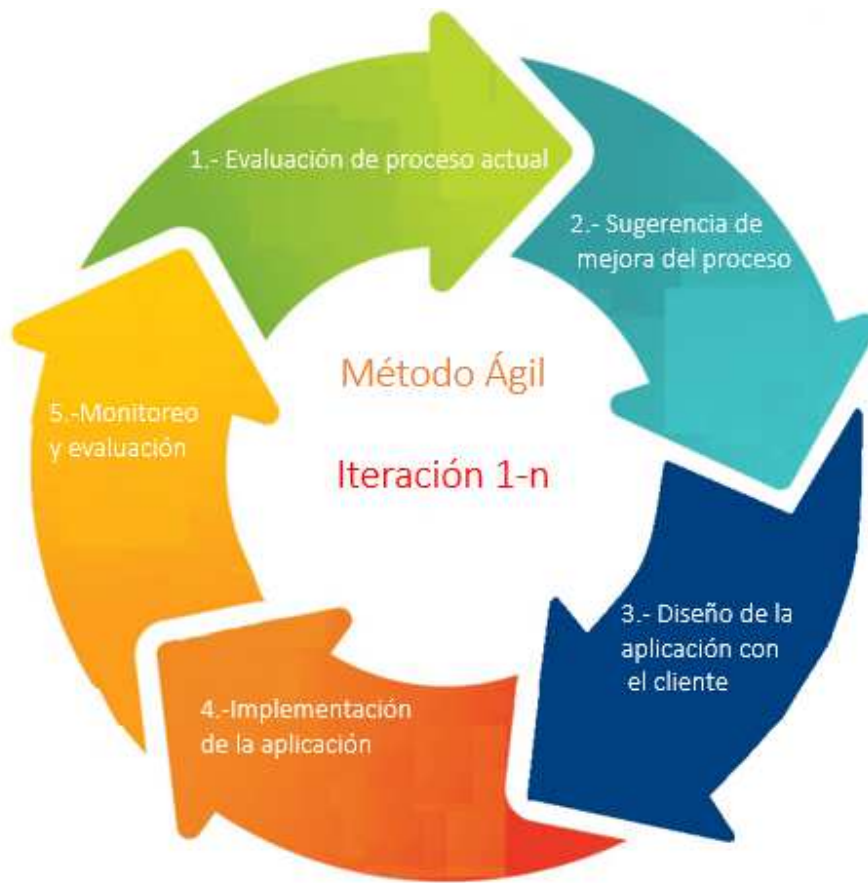 1.- Evaluación de proceso actual
2.- Sugerencia de
mejora del proceso
Método Ágil
Iteración 1-n
3.- Diseño de la
aplicación con
el cliente
4.-Implementación
de la aplicación
5.-Monitoreo
y evaluación